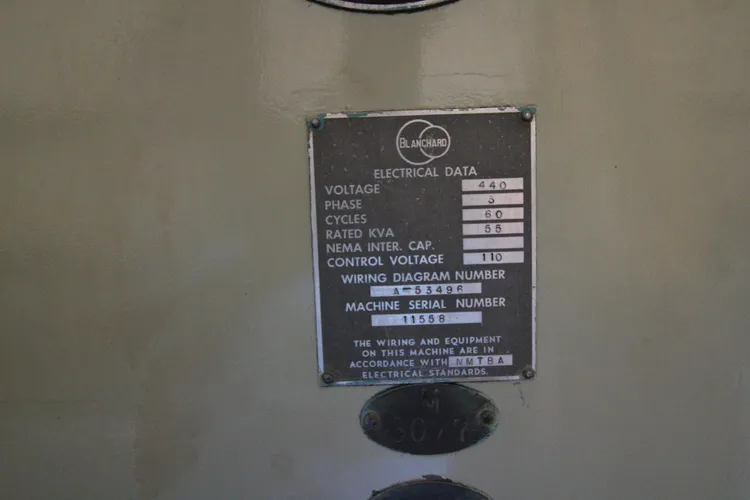 BLANCHARD
ELECTRICAL DATA
VOLTAGE 440
PHASE 3
CYCLES 60
RATED KVA 55
NEMA INTER. CAP.
CONTROL VOLTAGE 110
WIRING DIAGRAM NUMBER
A-53496
MACHINE SERIAL NUMBER
11558
THE WIRING AND EQUIPMENT
ON THIS MACHINE ARE IN
ACCORDANCE WITH NMTBA
ELECTRICAL STANDARDS.
M